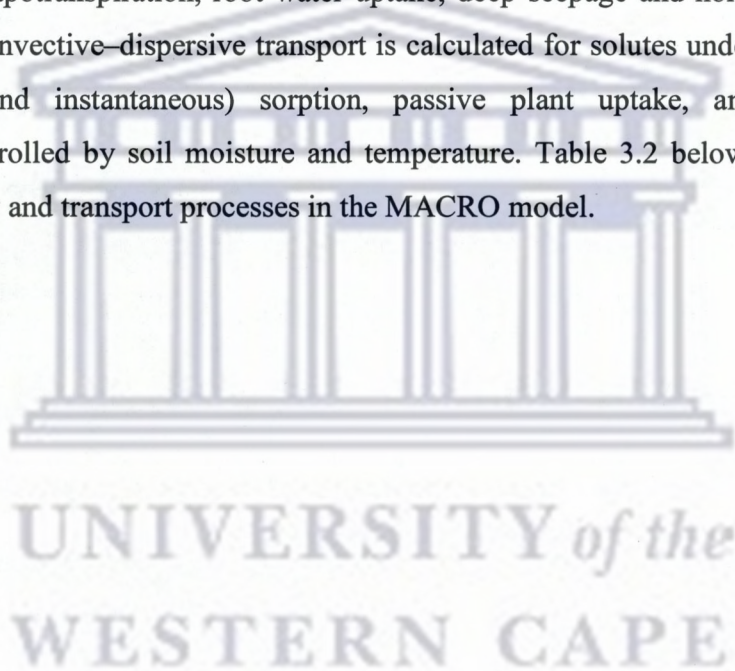 root water uptake, deep seepage and
nvective–dispersive transport is calculated for solutes und
nd instantaneous) sorption, passive plant uptake, an
rolled by soil moisture and temperature. Table 3.2 below
and transport processes in the MACRO model.
UNIVERSITY of the
WESTERN CAPE